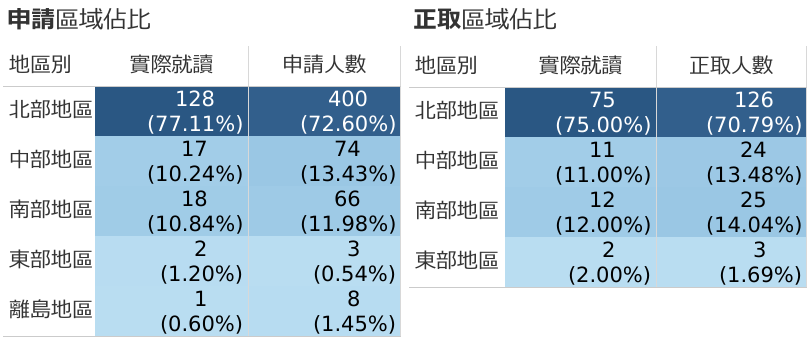 申請區域佔比
地區別 實際就讀 申請人數
北部地區 128 400
(77.11%) (72.60%)
中部地區 17 74
(10.24%) (13.43%)
南部地區 18 66
(10.84%) (11.98%)
東部地區 2 3
(1.20%) (0.54%)
離島地區 1 8
(0.60%) (1.45%)
正取區域佔比
地區別 實際就讀 正取人數
北部地區 75 126
(75.00%) (70.79%)
中部地區 11 24
(11.00%) (13.48%)
南部地區 12 25
(12.00%) (14.04%)
東部地區 2 3
(2.00%) (1.69%)